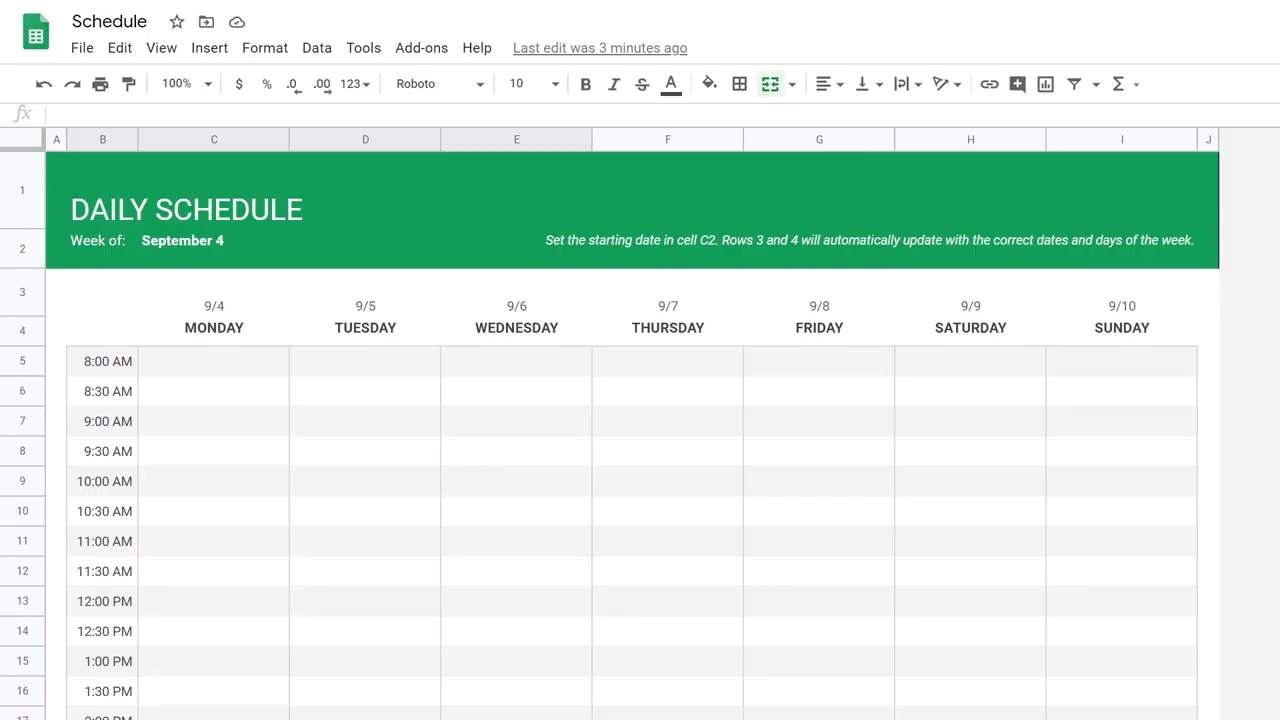 Schedule
File Edit View Insert Format Data Tools Add-ons Help Last edit was 3 minutes ago
100% $ % .0 .00 123 Roboto 10 B I S A Σ
fx
A B C D E F G H I J
1 DAILY SCHEDULE
2 Week of: September 4 Set the starting date in cell C2. Rows 3 and 4 will automatically update with the correct dates and days of the week.
3 9/4 9/5 9/6 9/7 9/8 9/9 9/10
4 MONDAY TUESDAY WEDNESDAY THURSDAY FRIDAY SATURDAY SUNDAY
5 8:00 AM
6 8:30 AM
7 9:00 AM
8 9:30 AM
9 10:00 AM
10 10:30 AM
11 11:00 AM
12 11:30 AM
13 12:00 PM
14 12:30 PM
15 1:00 PM
16 1:30 PM
17 2:00 PM